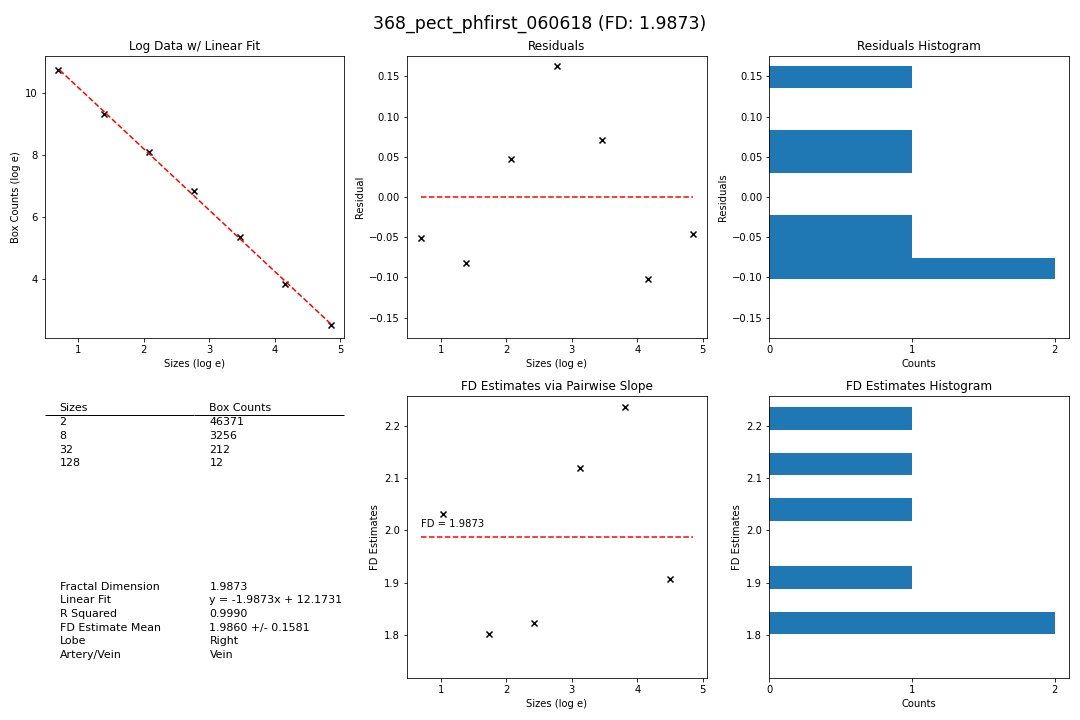 368_pect_phfirst_060618 (FD: 1.9873)
Log Data w/ Linear Fit
Box Counts (log e)
10
8
6
4
1 2 3 4 5
Sizes (log e)
Residuals
Residual
0.15
0.10
0.05
0.00
−0.05
−0.10
−0.15
1 2 3 4 5
Sizes (log e)
Residuals Histogram
Residuals
0.15
0.10
0.05
0.00
−0.05
−0.10
−0.15
0 1 2
Counts
Sizes Box Counts
2 46371
8 3256
32 212
128 12
Fractal Dimension 1.9873
Linear Fit y = -1.9873x + 12.1731
R Squared 0.9990
FD Estimate Mean 1.9860 +/- 0.1581
Lobe Right
Artery/Vein Vein
FD Estimates via Pairwise Slope
FD Estimates
2.2
2.1
2.0
1.9
1.8
FD = 1.9873
1 2 3 4 5
Sizes (log e)
FD Estimates Histogram
FD Estimates
2.2
2.1
2.0
1.9
1.8
0 1 2
Counts